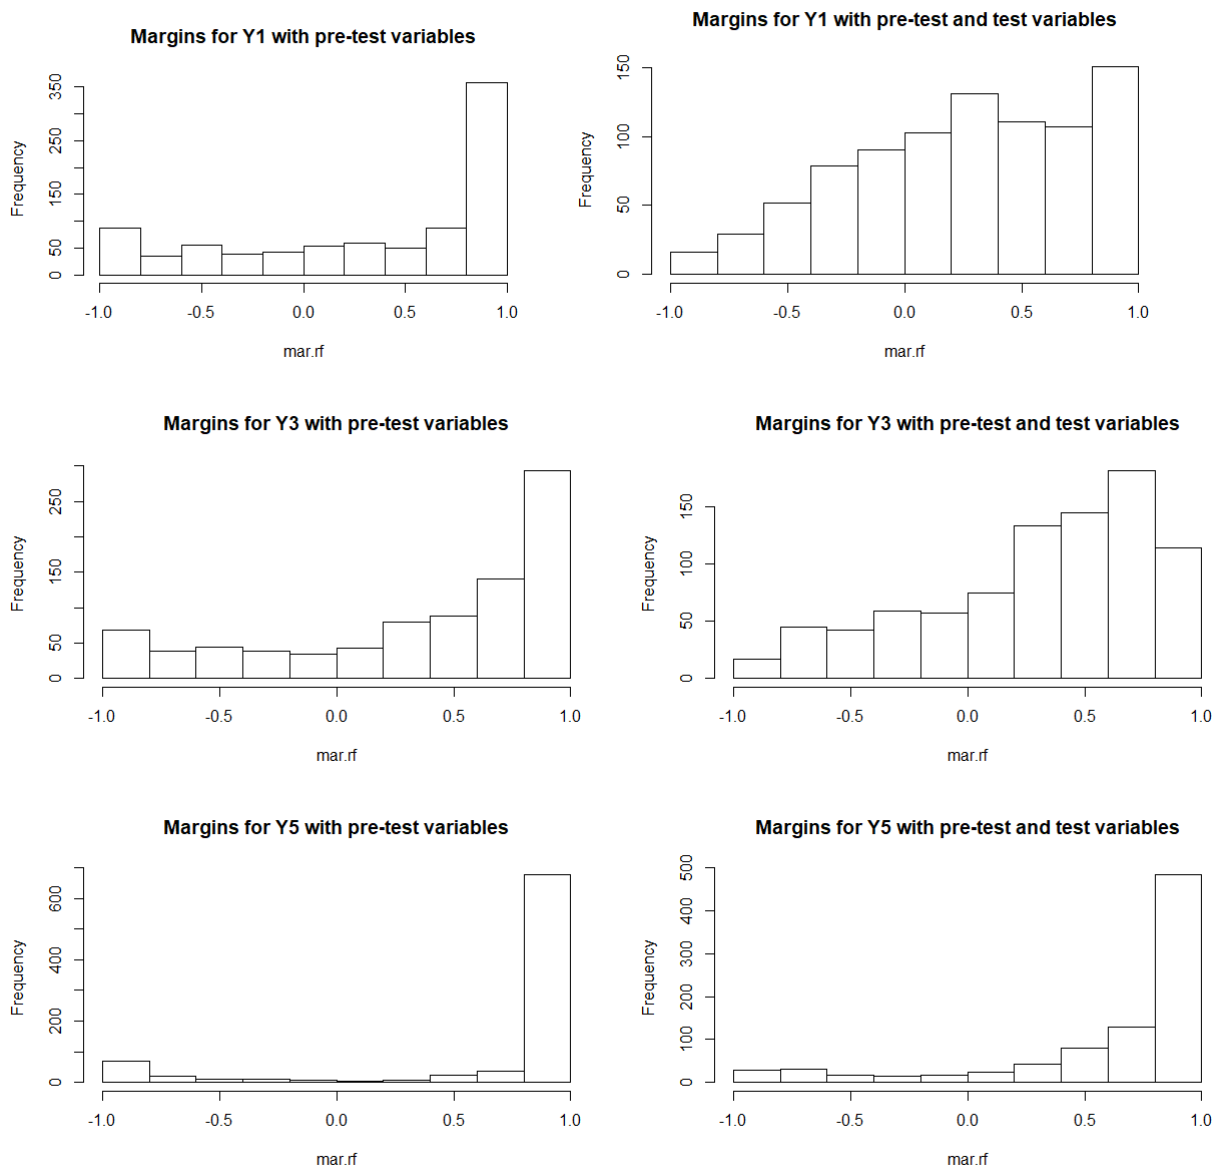 Margins for Y1 with pre-test variables
Frequency
0
50
150
250
350
-1.0 -0.5 0.0 0.5 1.0
mar.rf
Margins for Y1 with pre-test and test variables
Frequency
0
50
100
150
-1.0 -0.5 0.0 0.5 1.0
mar.rf
Margins for Y3 with pre-test variables
Frequency
0
50
150
250
-1.0 -0.5 0.0 0.5 1.0
mar.rf
Margins for Y3 with pre-test and test variables
Frequency
0
50
100
150
-1.0 -0.5 0.0 0.5 1.0
mar.rf
Margins for Y5 with pre-test variables
Frequency
0
200
400
600
-1.0 -0.5 0.0 0.5 1.0
mar.rf
Margins for Y5 with pre-test and test variables
Frequency
0
100
200
300
400
500
-1.0 -0.5 0.0 0.5 1.0
mar.rf